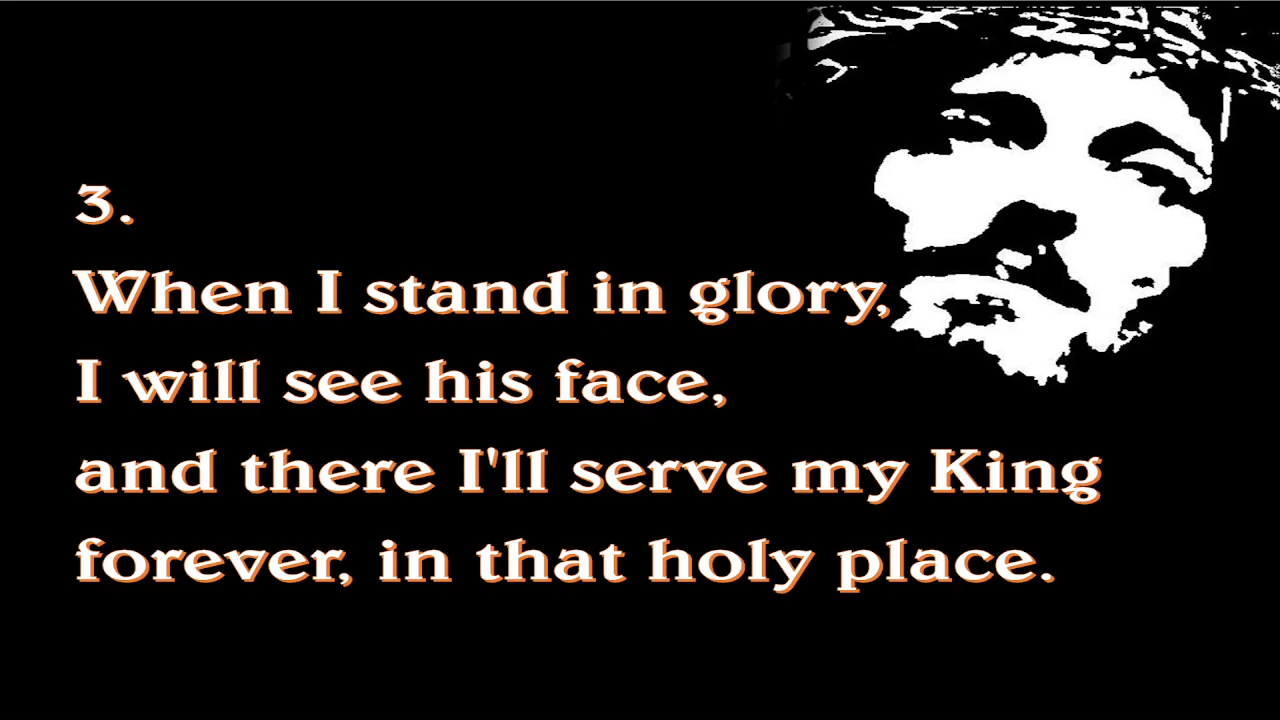 3.
When I stand in glory,
I will see his face,
and there I'll serve my King
forever, in that holy place.